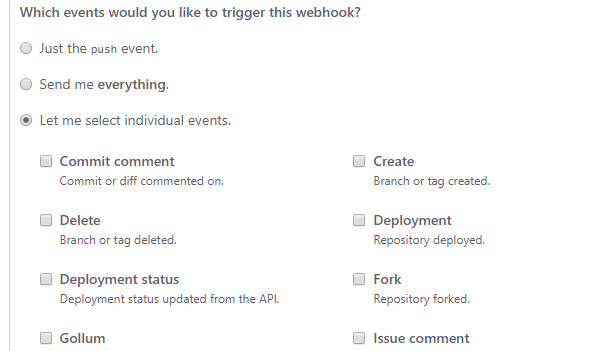 Which events would you like to trigger this webhook?
Just the push event.
Send me everything.
Let me select individual events.
Commit comment
Commit or diff commented on.
Create
Branch or tag created.
Delete
Branch or tag deleted.
Deployment
Repository deployed.
Deployment status
Deployment status updated from the API.
Fork
Repository forked.
Gollum
Issue comment